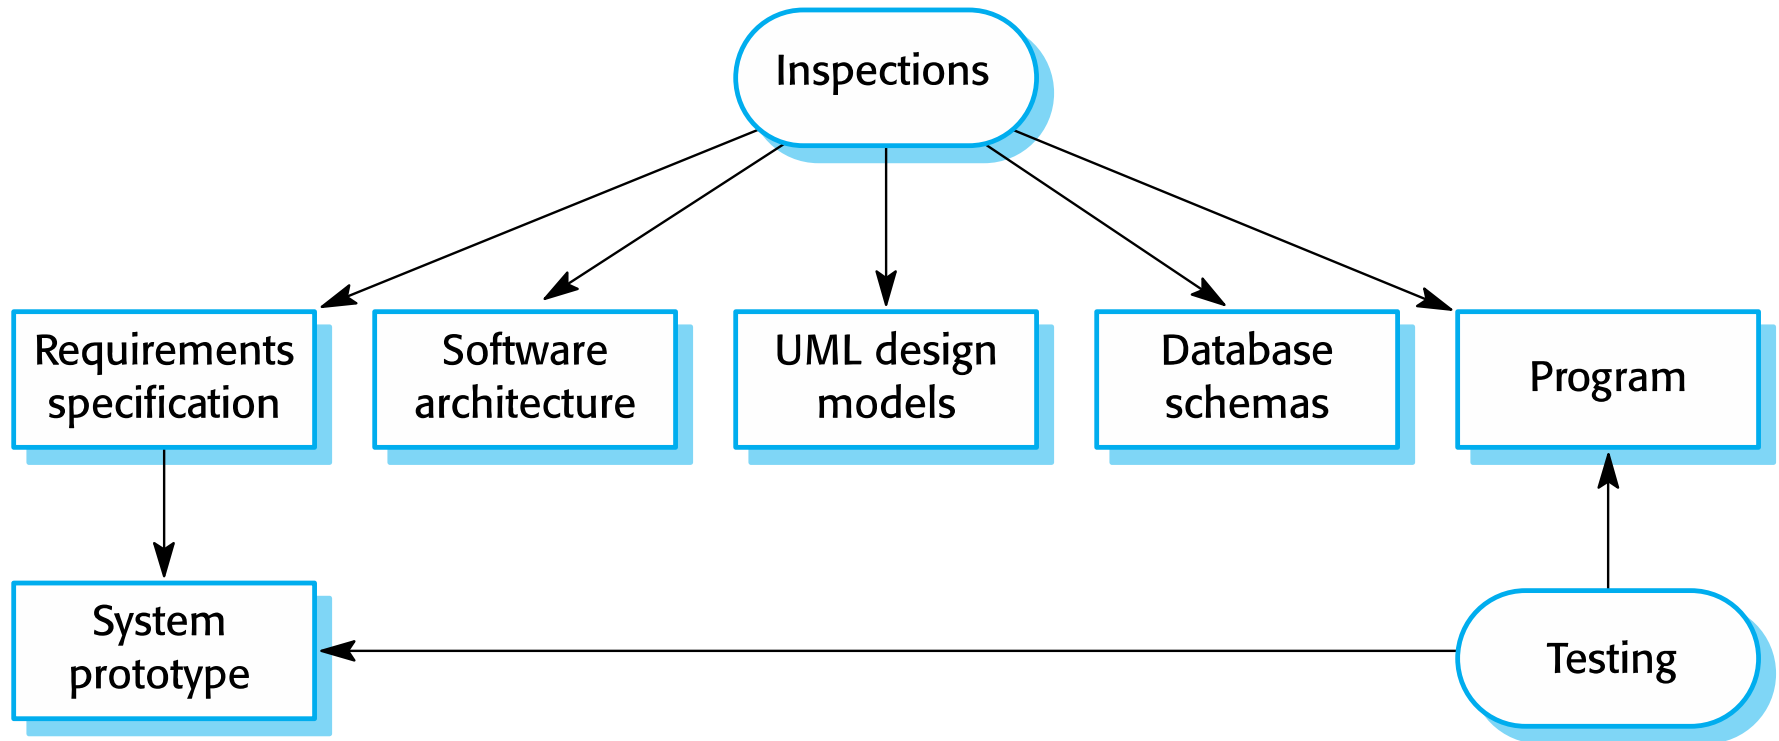 Inspections
Requirements
specification
Software
architecture
UML design
models
Database
schemas
Program
System
prototype
Testing